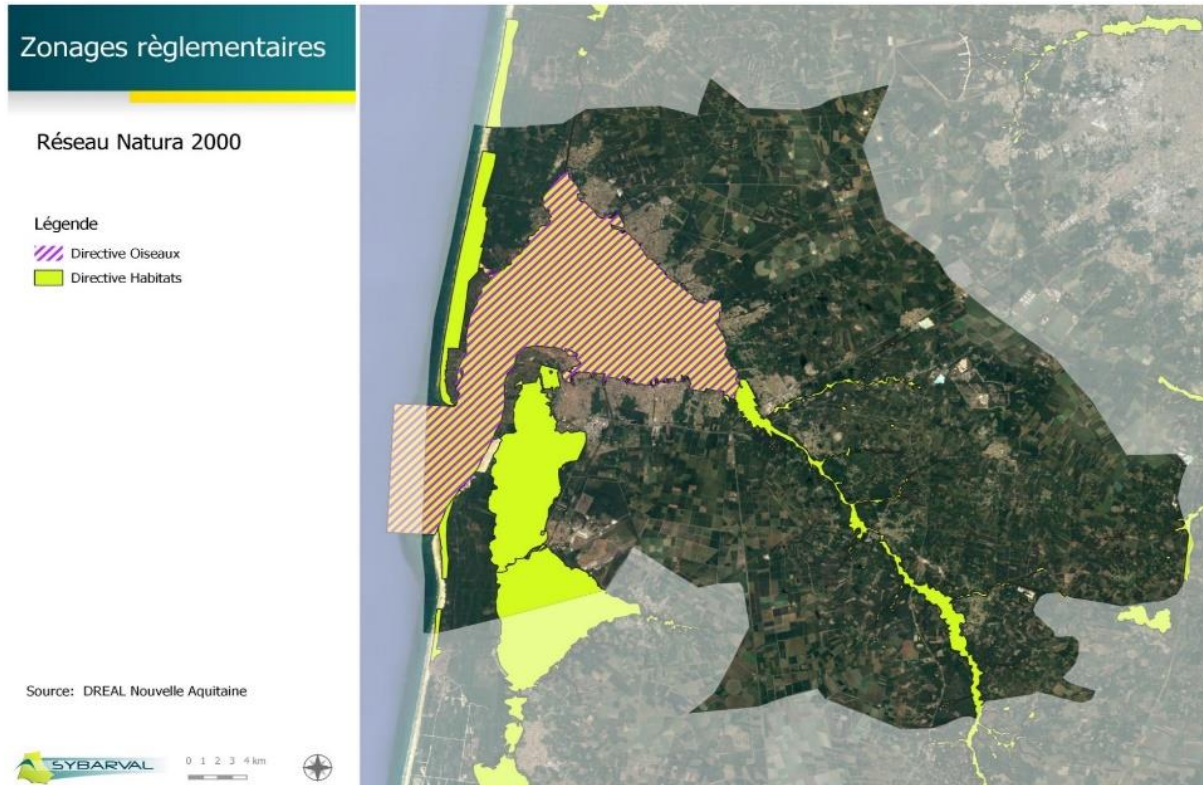 Zonages règlementaires
Réseau Natura 2000
Légende
Directive Oiseaux
Directive Habitats
Source: DREAL Nouvelle Aquitaine
SYBARVAL
0 1 2 3 4 km